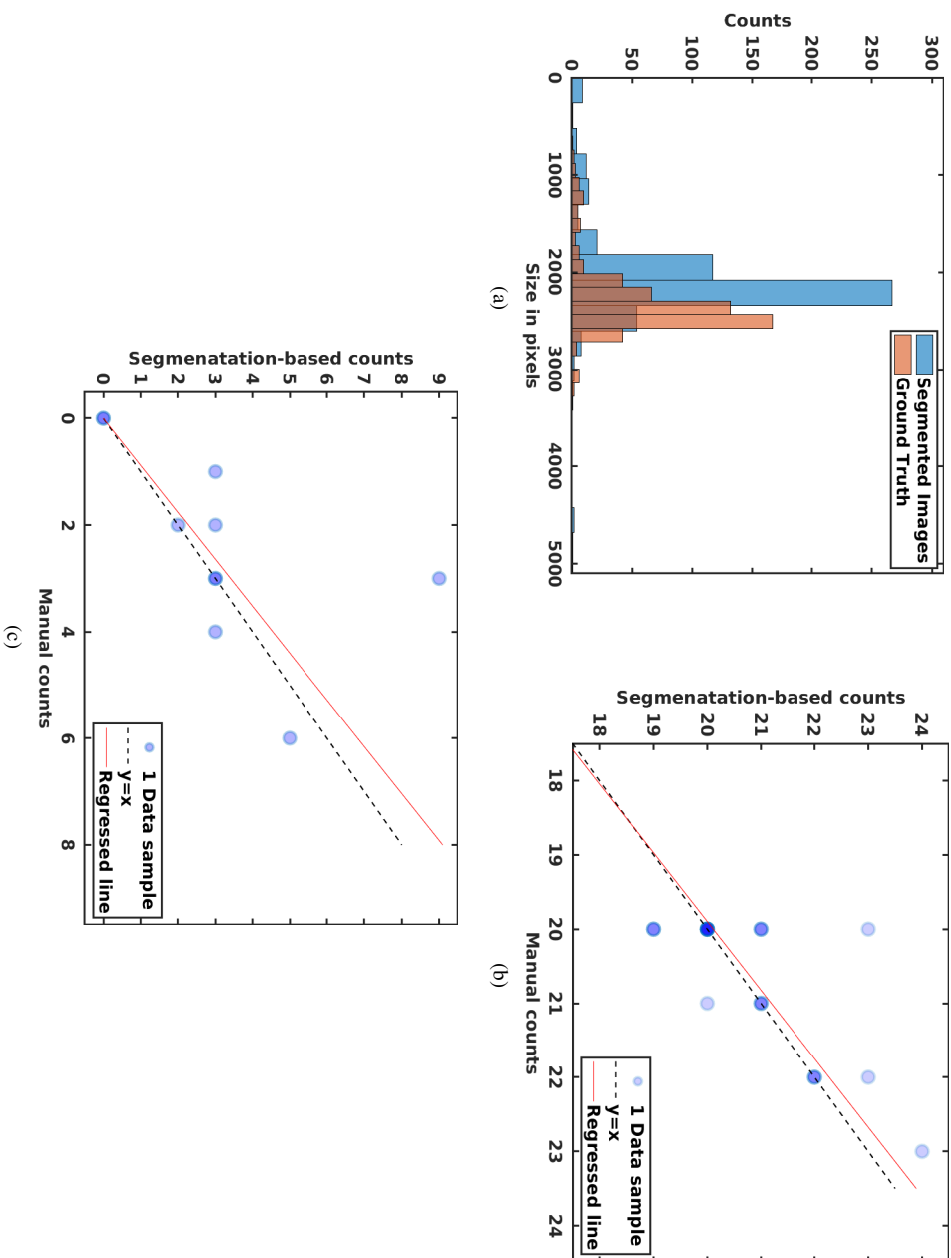 Counts
300
250
200
150
100
50
0
0 1000 2000 3000 4000 5000
Size in pixels
Segmented Images
Ground Truth
(a)
Segmenatation-based counts
24
23
22
21
20
19
18
18 19 20 21 22 23 24
Manual counts
1 Data sample
y=x
Regressed line
(b)
Segmenatation-based counts
9
8
7
6
5
4
3
2
1
0
0 2 4 6 8
Manual counts
1 Data sample
y=x
Regressed line
(c)